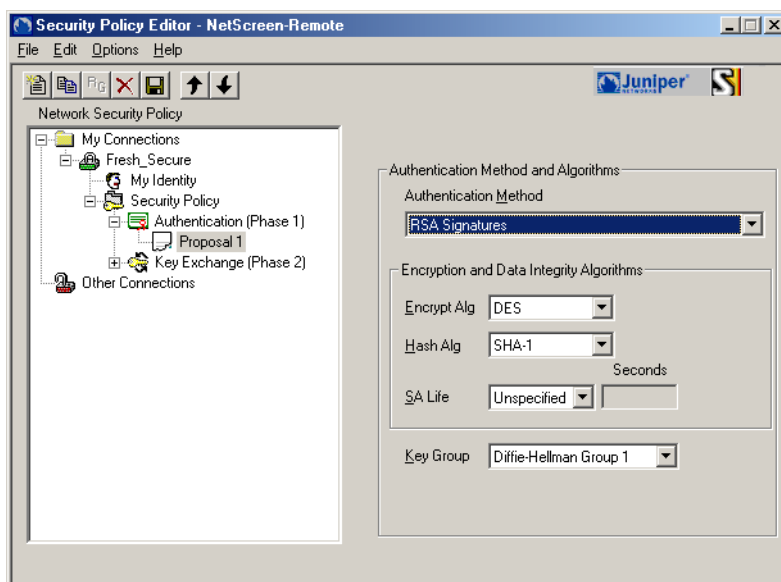 Security Policy Editor - NetScreen-Remote
File Edit Options Help
RG
Juniper
NETWORKS
Network Security Policy
My Connections
Fresh_Secure
My Identity
Security Policy
Authentication (Phase 1)
Proposal 1
Key Exchange (Phase 2)
Other Connections
Authentication Method and Algorithms
Authentication Method
RSA Signatures
Encryption and Data Integrity Algorithms
Encrypt Alg DES
Hash Alg SHA-1
Seconds
SA Life Unspecified
Key Group Diffie-Hellman Group 1